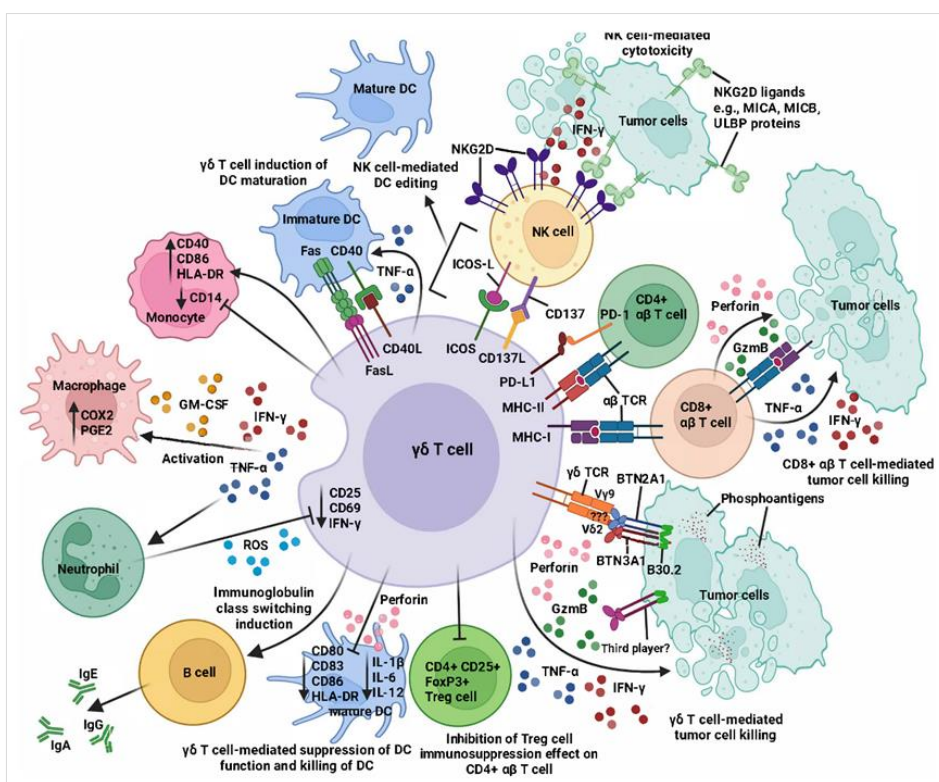 NK cell-mediated
cytotoxicity
Mature DC
NKG2D ligands
e.g., MICA, MICB,
ULBP proteins
Tumor cells
IFN-γ
NKG2D
γδ T cell induction of
DC maturation
NK cell-mediated
DC editing
Immature DC
NK cell
Fas
CD40
TNF-α
CD40
CD86
HLA-DR
CD14
Monocyte
ICOS-L
CD137
CD4+
αβ T cell
PD-1
Perforin
Tumor cells
GzmB
CD40L
FasL
ICOS
CD137L
PD-L1
MHC-II
αβ TCR
MHC-I
CD8+
αβ T cell
TNF-α
IFN-γ
CD8+ αβ T cell-mediated
tumor cell killing
Macrophage
COX2
PGE2
GM-CSF
IFN-γ
Activation
TNF-α
γδ T cell
CD25
CD69
IFN-γ
γδ TCR
Vγ9
???
Vδ2
BTN2A1
BTN3A1
B30.2
Phosphoantigens
Tumor cells
Neutrophil
ROS
Perforin
GzmB
Third player?
Immunoglobulin
class switching
induction
Perforin
B cell
IgE
IgG
IgA
CD80
CD83
CD86
HLA-DR
IL-1β
IL-6
IL-12
Mature DC
CD4+ CD25+
FoxP3+
Treg cell
TNF-α
IFN-γ
γδ T cell-mediated
tumor cell killing
γδ T cell-mediated suppression of DC
function and killing of DC
Inhibition of Treg cell
immunosuppression effect on
CD4+ αβ T cell